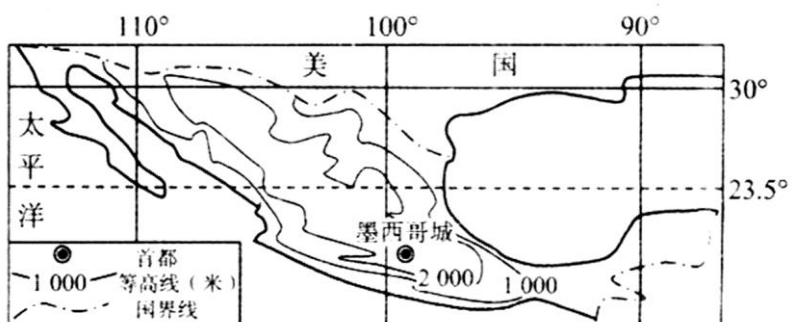 110° 100° 90°
美 国
30°
太
平
洋
23.5°
墨西哥城
首都
1 000 等高线（米）
国界线
2 000
1 000